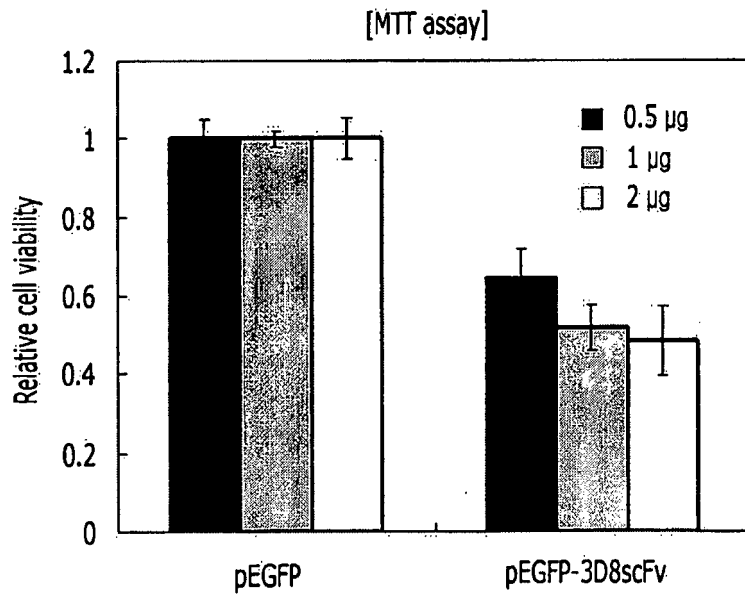 [MTT assay]
Relative cell viability
1.2
1
0.8
0.6
0.4
0.2
0
0.5 µg
1 µg
2 µg
pEGFP
pEGFP-3D8scFv